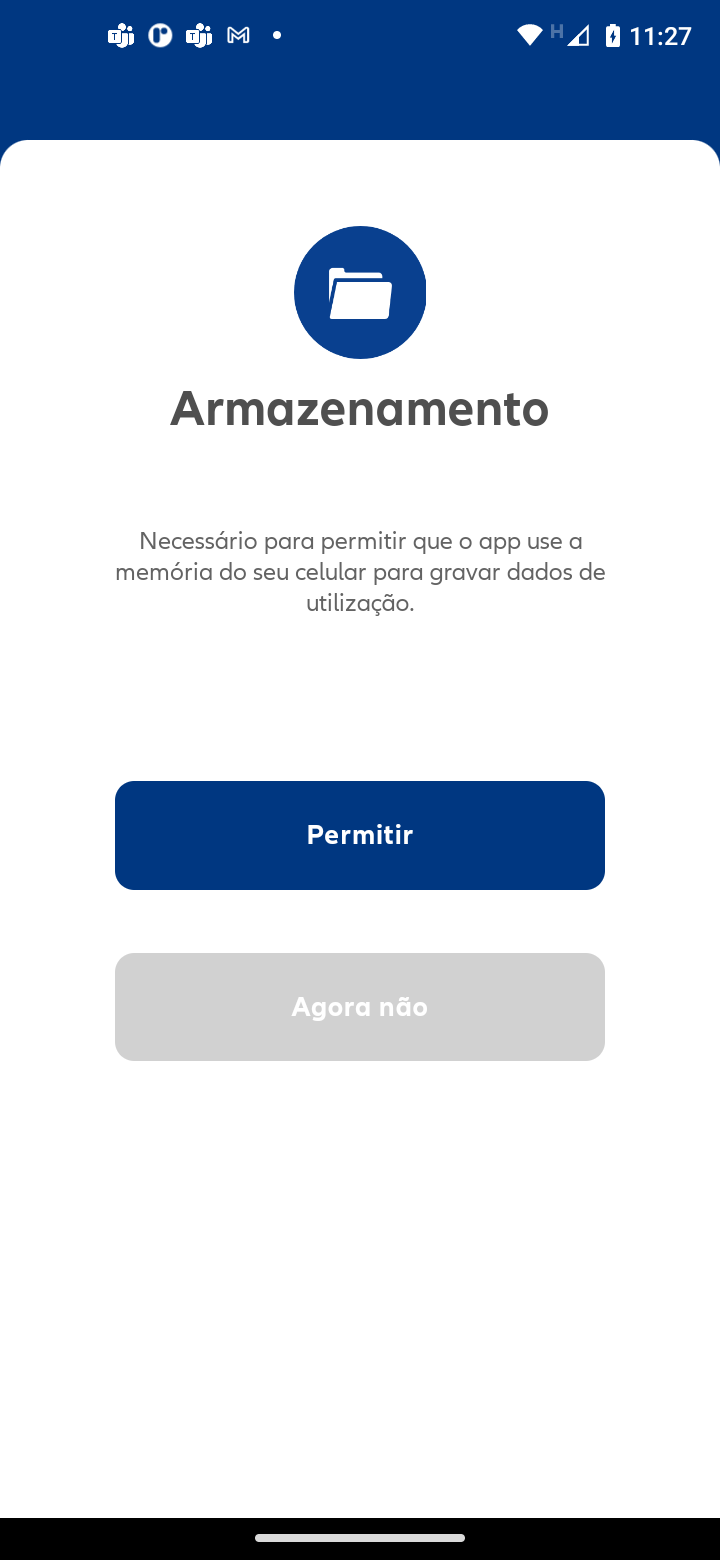 H 11:27
Armazenamento
Necessário para permitir que o app use a
memória do seu celular para gravar dados de
utilização.
Permitir
Agora não